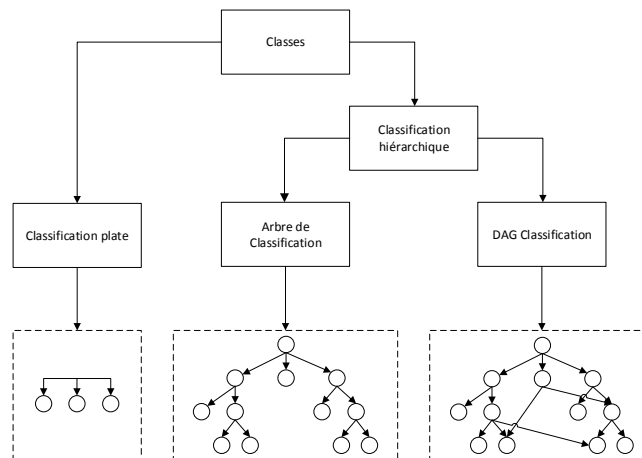 Classes
Classification
hiérarchique
Classification plate
Arbre de
Classification
DAG Classification